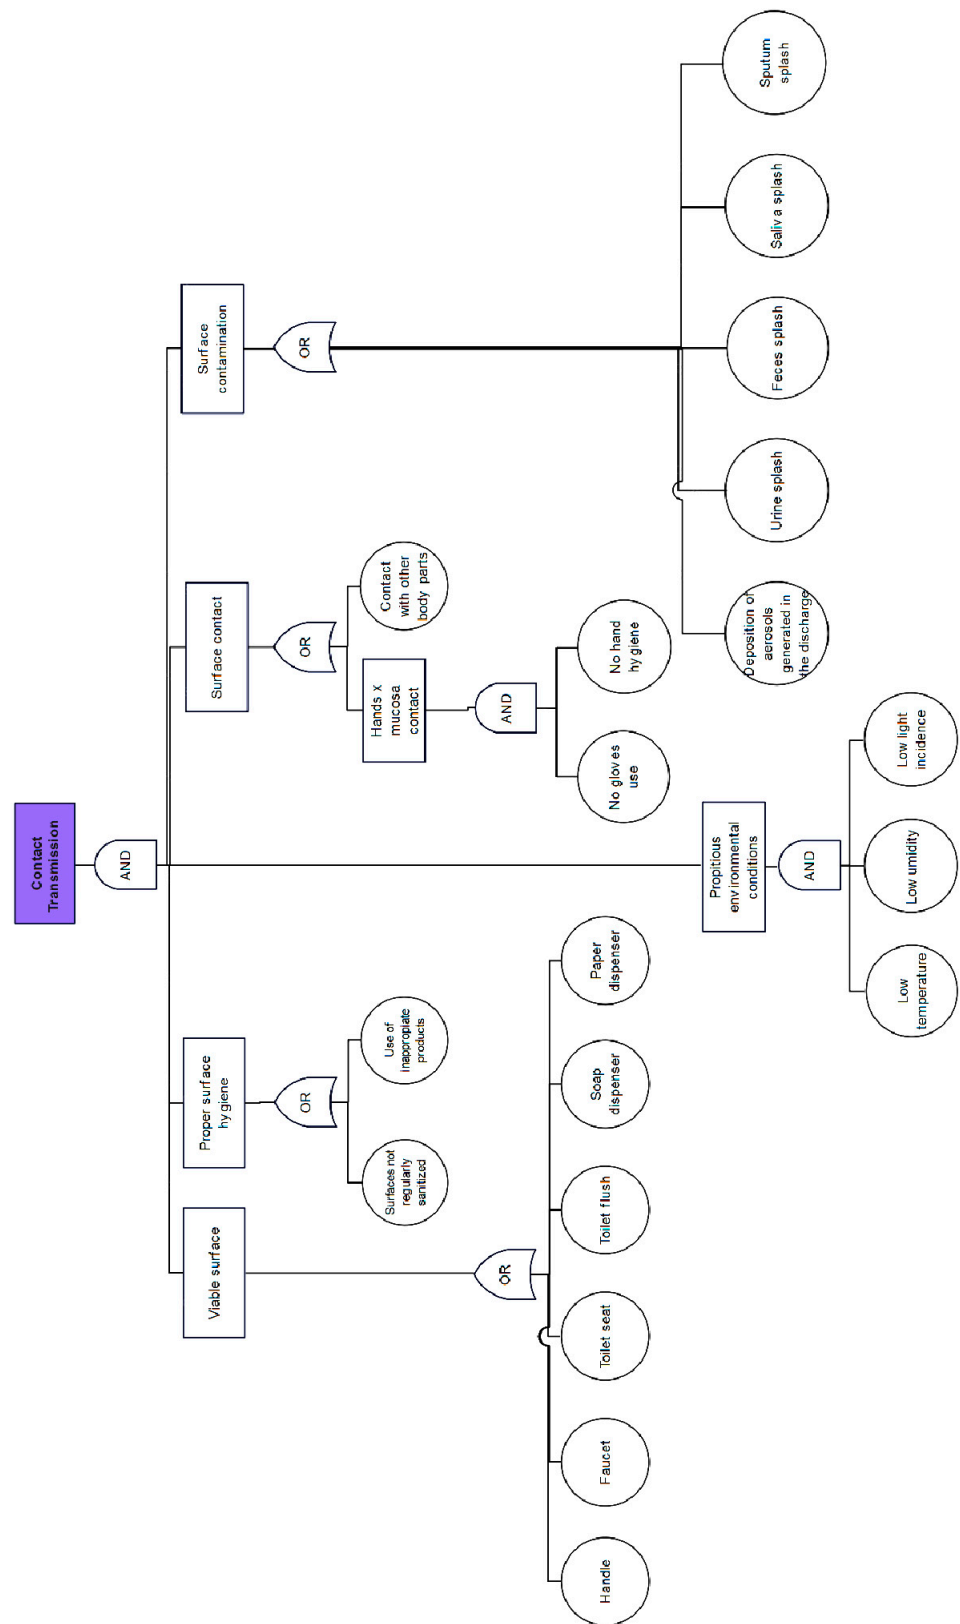 Contact
Transmission
AND
Viable surface
Proper surface
hygiene
Surface contact
Surface
contamination
OR
OR
OR
Surfaces not
regularly
sanitized
Use of
inappropiate
products
Hands x
mucosa
contact
Contact
with other
body parts
OR
AND
Handle
Faucet
Toilet seat
Toilet flush
Soap
dispenser
Paper
dispenser
No gloves
use
No hand
hygiene
Propitious
environmental
conditions
Deposition of
aerosols
generated in
the discharge
Urine splash
Feces splash
Saliva splash
Sputum
splash
AND
Low
temperature
Low umidity
Low light
incidence